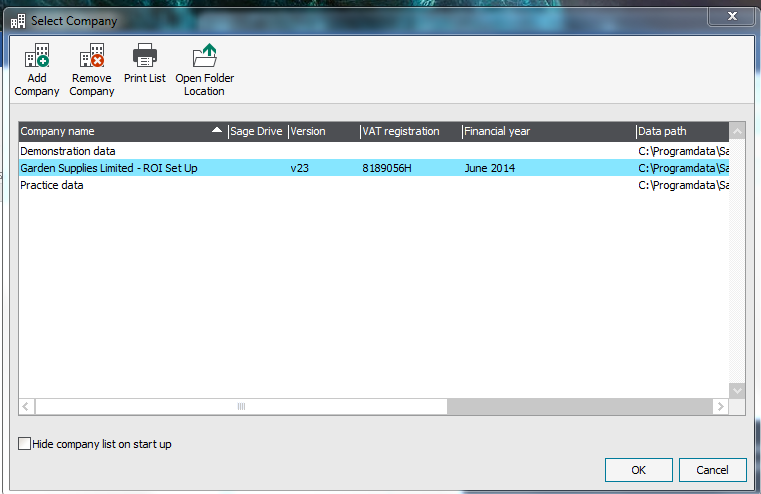 Select Company
Add Company
Remove Company
Print List
Open Folder Location
Company name Sage Drive Version VAT registration Financial year Data path
Demonstration data C:\Programdata\Sa
Garden Supplies Limited - ROI Set Up v23 8189056H June 2014 C:\Programdata\Sa
Practice data C:\Programdata\Sa
Hide company list on start up
OK Cancel